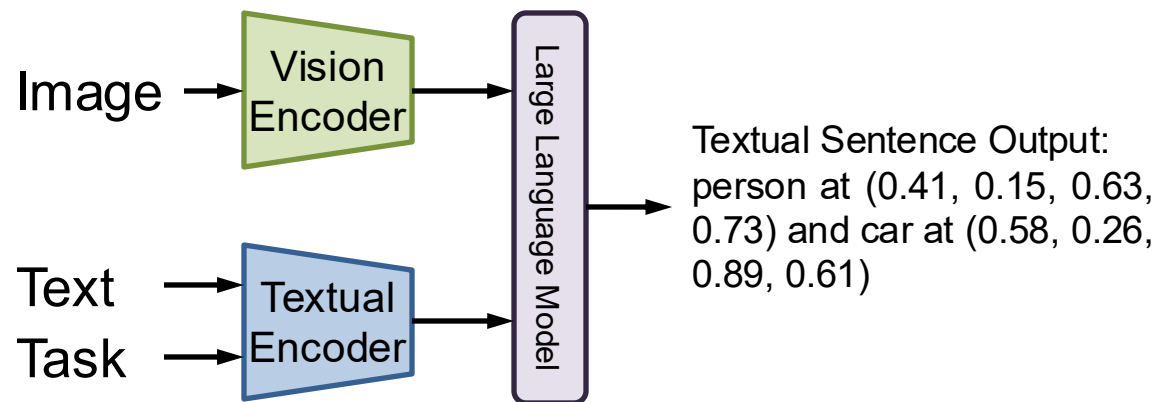 Image
Vision
Encoder
Text
Task
Textual
Encoder
Large Language Model
Textual Sentence Output:
person at (0.41, 0.15, 0.63,
0.73) and car at (0.58, 0.26,
0.89, 0.61)